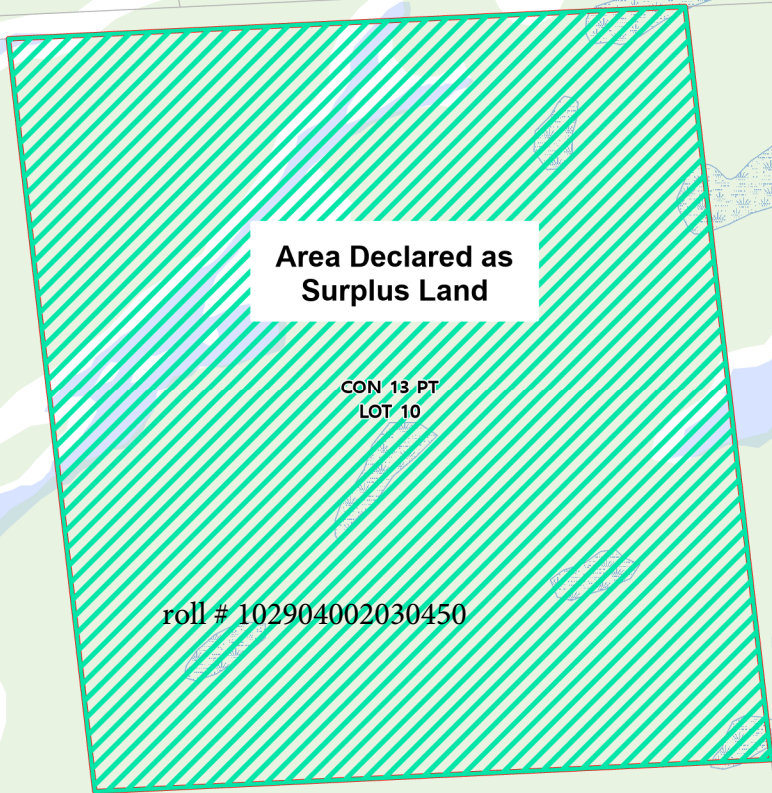 Area Declared as
Surplus Land
CON 13 PT
LOT 10
roll # 102904002030450